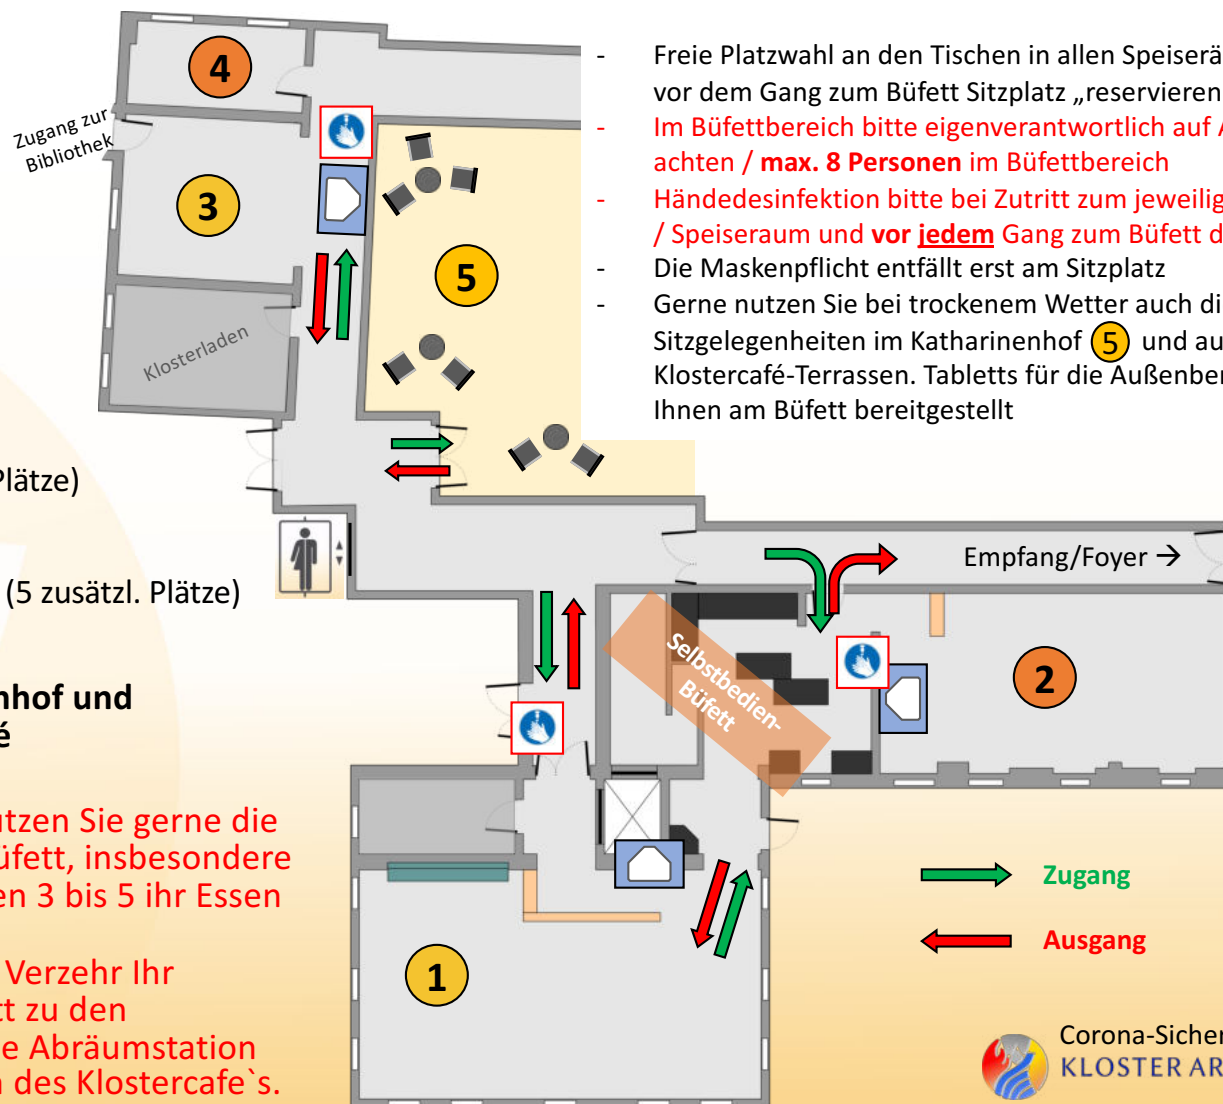 - Freie Platzwahl an den Tischen in allen Speiserä
vor dem Gang zum Büfett Sitzplatz „reservieren
- Im Büfettbereich bitte eigenverantwortlich auf A
achten / max. 8 Personen im Büfettbereich
- Händedesinfektion bitte bei Zutritt zum jeweilig
/ Speiseraum und vor jedem Gang zum Büfett d
- Die Maskenpflicht entfällt erst am Sitzplatz
- Gerne nutzen Sie bei trockenem Wetter auch di
Sitzgelegenheiten im Katharinenhof 5 und au
Klostercafé-Terrassen. Tabletts für die Außenber
Ihnen am Büfett bereitgestellt
4
Zugang zur
Bibliothek
3
5
Klosterladen
Plätze)
(5 zusätzl. Plätze)
nhof und
é
utzen Sie gerne die
üfett, insbesondere
en 3 bis 5 ihr Essen
Verzehr Ihr
tt zu den
e Abräumstation
n des Klostercafe`s.
Empfang/Foyer →
Selbstbedien-
Büfett
2
1
Zugang
Ausgang
Corona-Sicher
KLOSTER AR